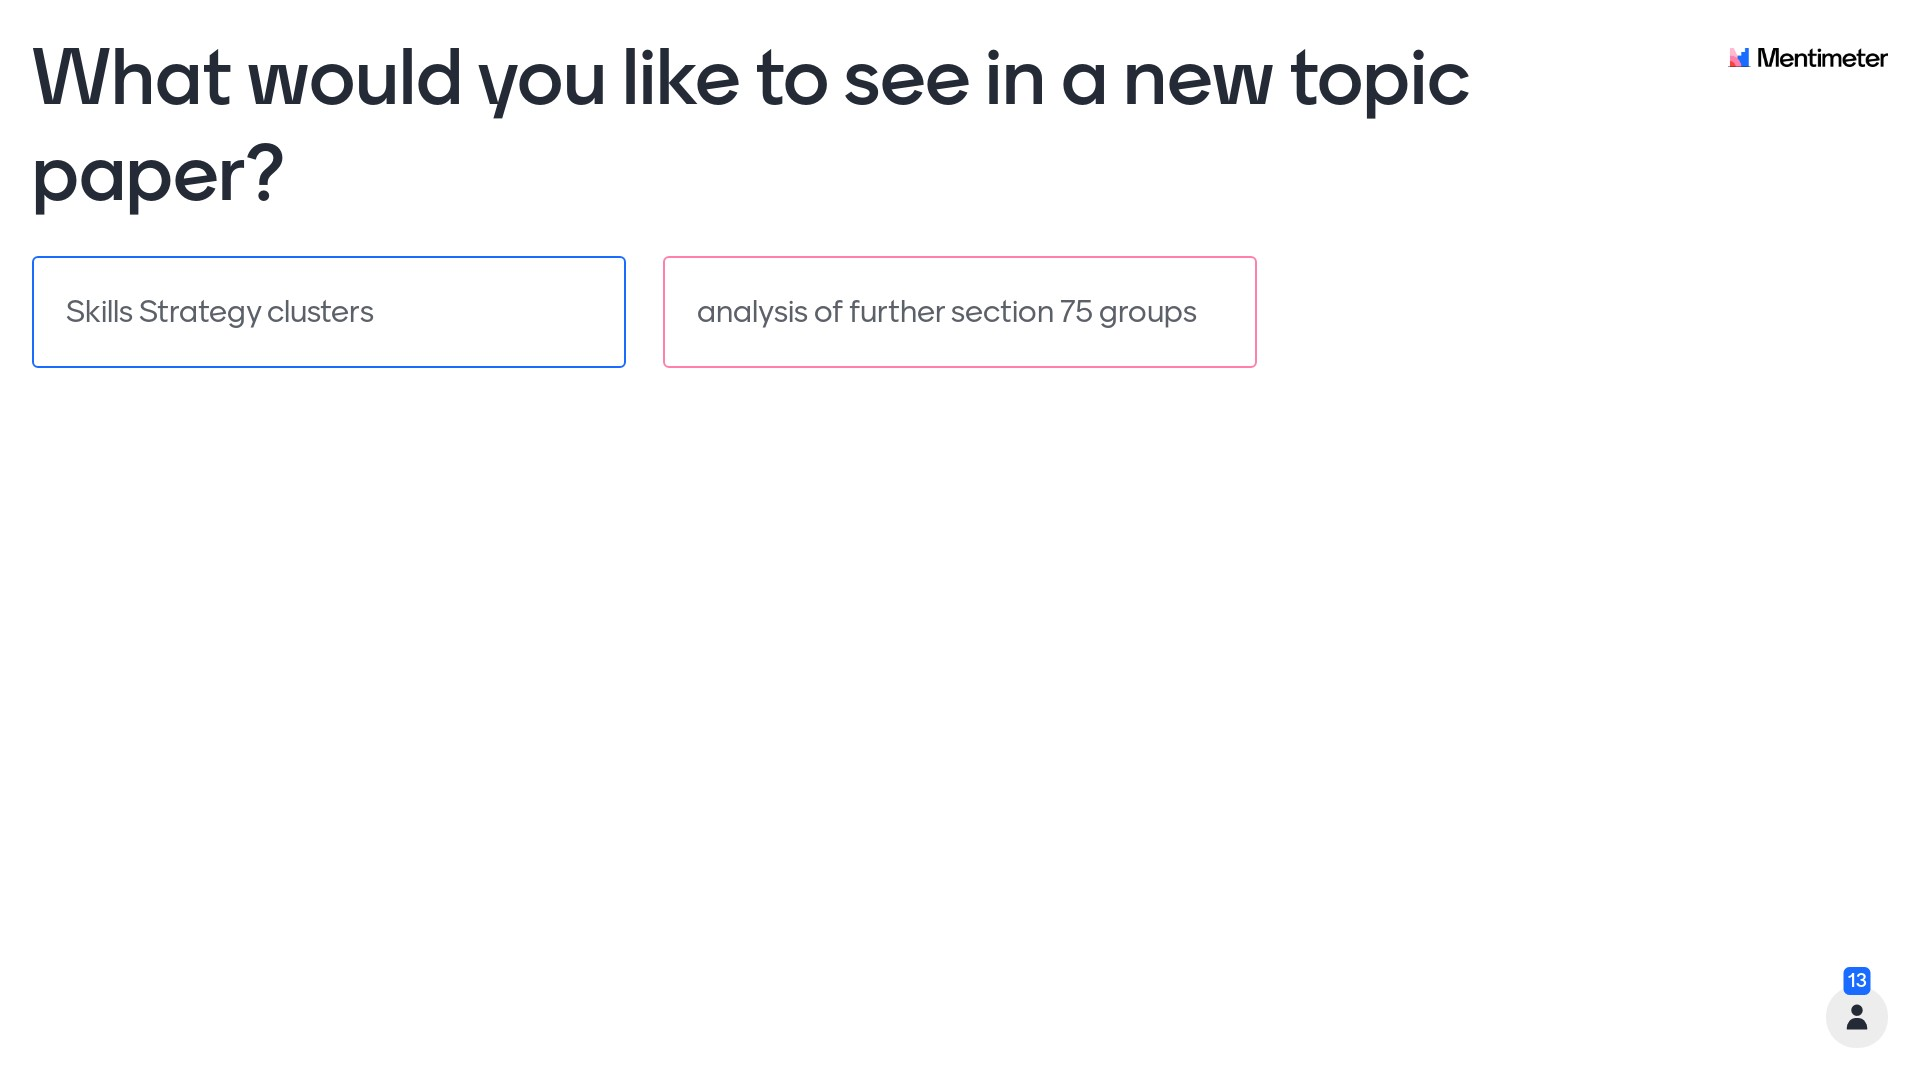 What would you like to see in a new topic
paper?
Mentimeter
Skills Strategy clusters
analysis of further section 75 groups
13